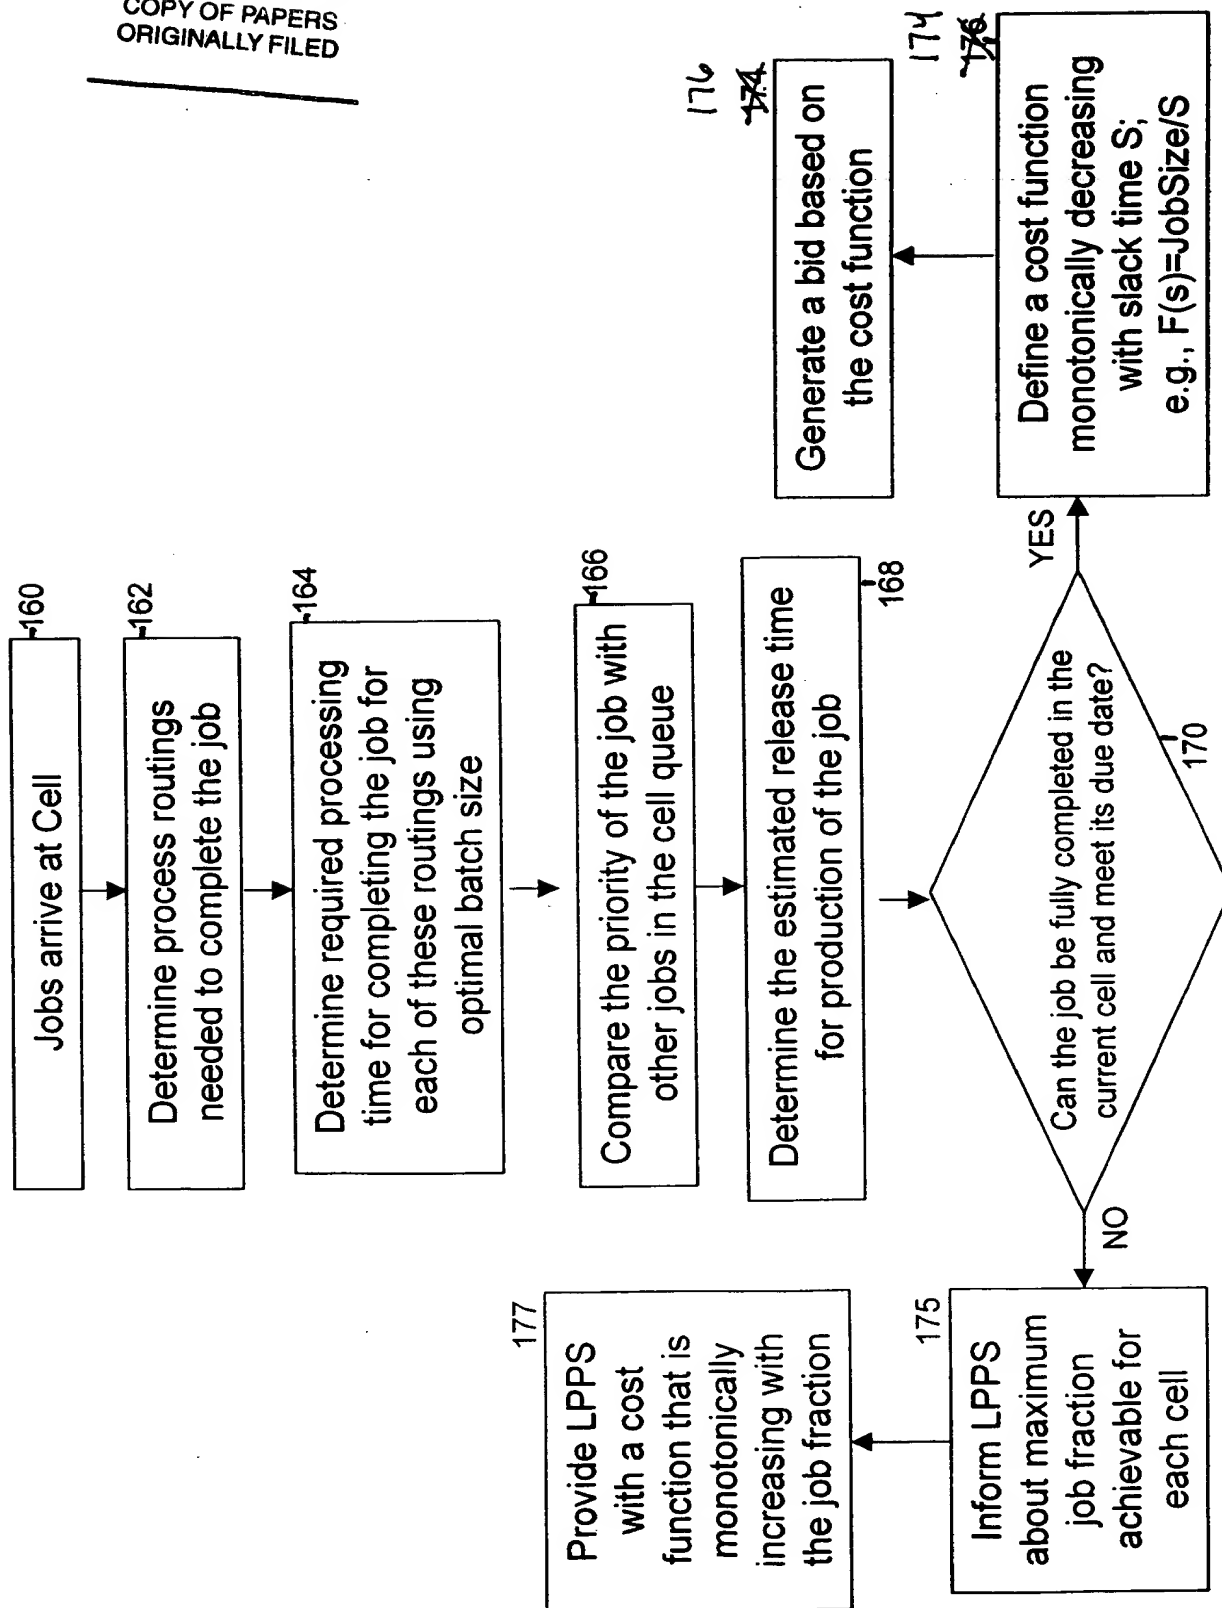 COPY OF PAPERS
ORIGINALLY FILED
160
Jobs arrive at Cell
162
Determine process routings
needed to complete the job
164
Determine required processing
time for completing the job for
each of these routings using
optimal batch size
166
Compare the priority of the job with
other jobs in the cell queue
Determine the estimated release time
for production of the job
168
Can the job be fully completed in the
current cell and meet its due date?
170
YES
174
176
Define a cost function
monotonically decreasing
with slack time S;
e.g., F(s)=JobSize/S
176
174
Generate a bid based on
the cost function
NO
175
Inform LPPS
about maximum
job fraction
achievable for
each cell
177
Provide LPPS
with a cost
function that is
monotonically
increasing with
the job fraction